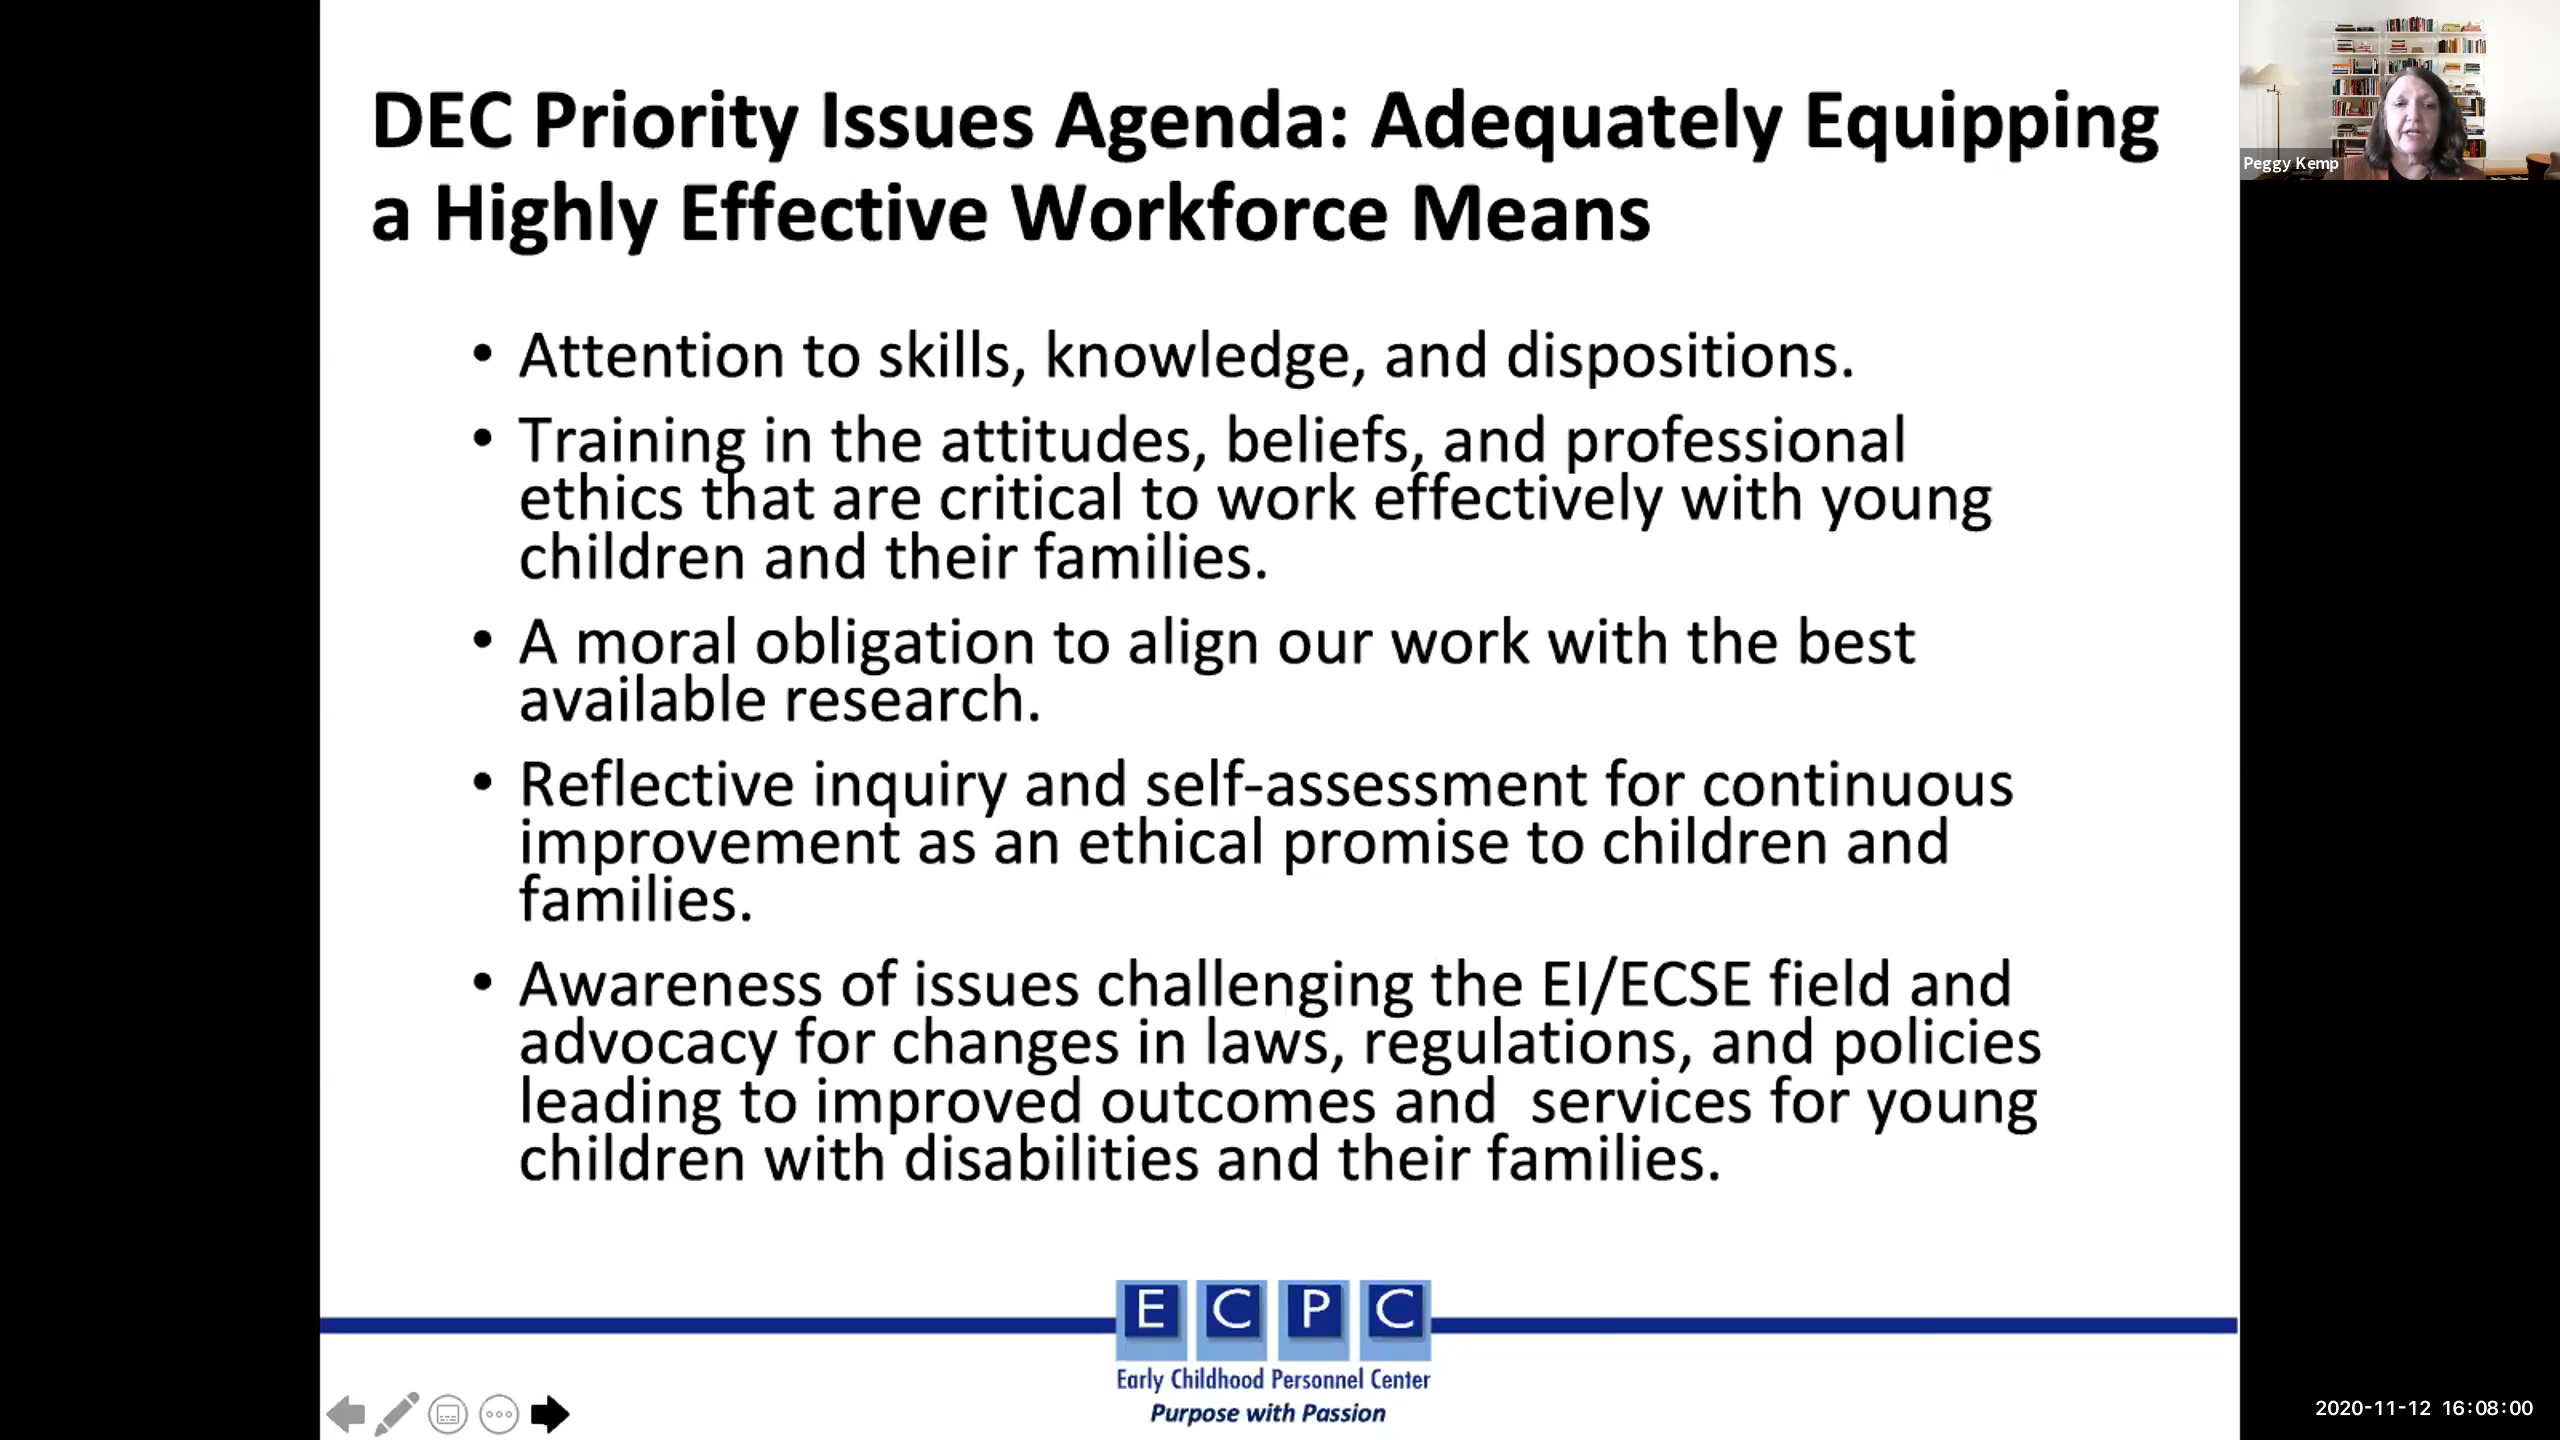 DEC Priority Issues Agenda: Adequately Equipping
a Highly Effective Workforce Means
Peggy Kemp
• Attention to skills, knowledge, and dispositions.
• Training in the attitudes, beliefs, and professional
ethics that are critical to work effectively with young
children and their families.
• A moral obligation to align our work with the best
available research.
• Reflective inquiry and self-assessment for continuous
improvement as an ethical promise to children and
families.
• Awareness of issues challenging the EI/ECSE field and
advocacy for changes in laws, regulations, and policies
leading to improved outcomes and  services for young
children with disabilities and their families.
E C P C
Early Childhood Personnel Center
Purpose with Passion
2020-11-12 16:08:00